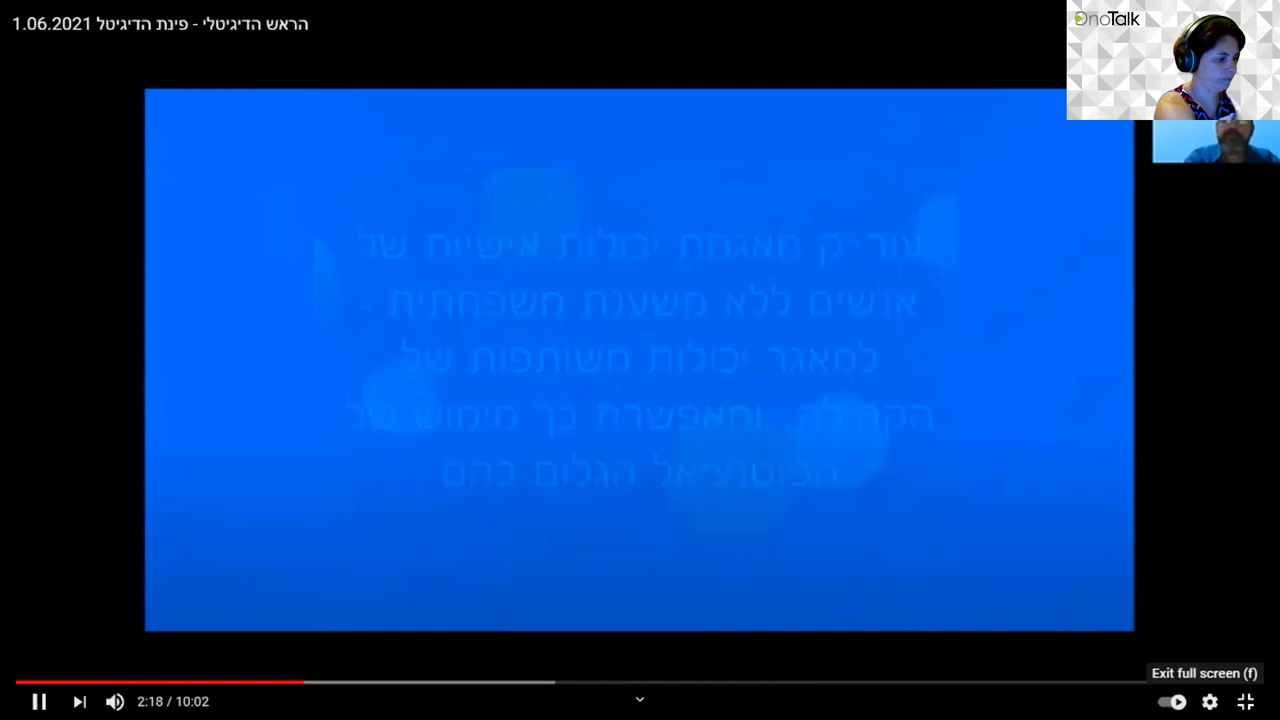 הראש הדיגיטלי - פינת הדיגיטל 1.06.2021
OnoTalk
מאגמת יכולות אישיות של
אנשים ללא משענת משפחתית -
למאגר יכולות משותפות של
הקהילה, ומאפשרת כך מימוש של
הפוטנציאל הגלום בהם
Exit full screen (f)
2:18 / 10:02